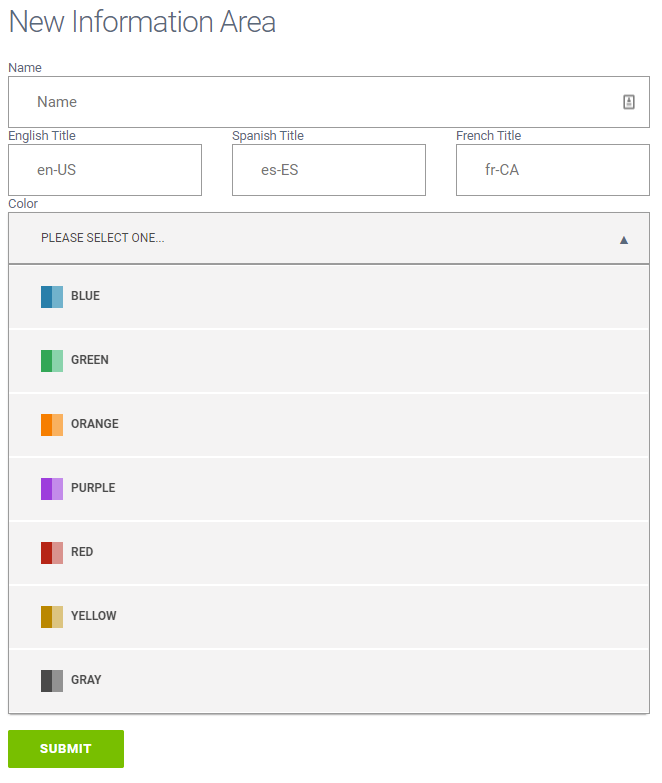 New Information Area
Name
Name
English Title Spanish Title French Title
en-US es-ES fr-CA
Color
PLEASE SELECT ONE...
BLUE
GREEN
ORANGE
PURPLE
RED
YELLOW
GRAY
SUBMIT